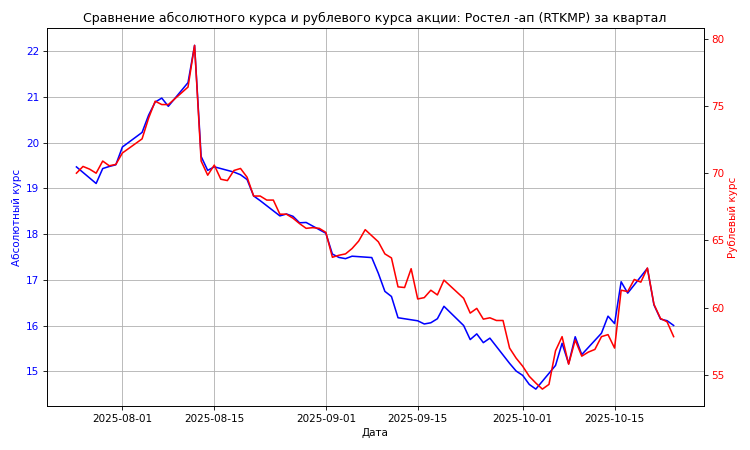 Сравнение абсолютного курса и рублевого курса акции: Ростел -ап (RTKMP) за квартал
22
21
20
19
18
17
16
15
Абсолютный курс
80
75
70
65
60
55
Рублевый курс
2025-08-01 2025-08-15 2025-09-01 2025-09-15 2025-10-01 2025-10-15
Дата